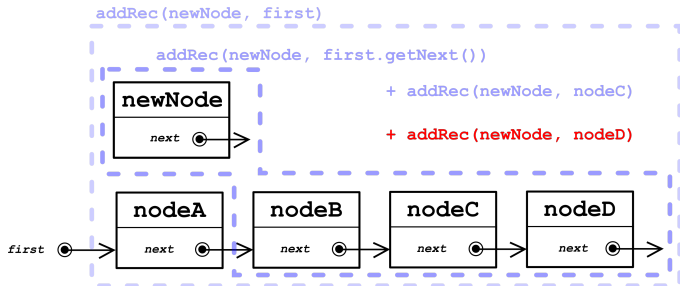 addRec(newNode, first)
addRec(newNode, first.getNext())
+ addRec(newNode, nodeC)
+ addRec(newNode, nodeD)
newNode
next
nodeA nodeB nodeC nodeD
first next next next next